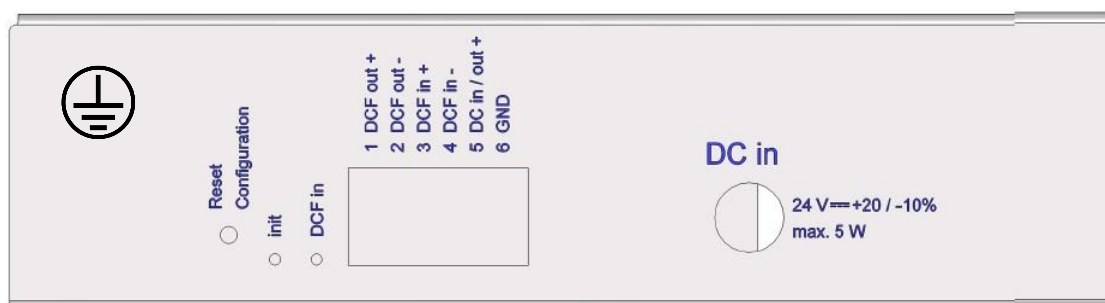 Reset
Configuration
init
DCF in
1 DCF out +
2 DCF out -
3 DCF in +
4 DCF in -
5 DC in / out +
6 GND
DC in
24 V⎓+20 / -10%
max. 5 W